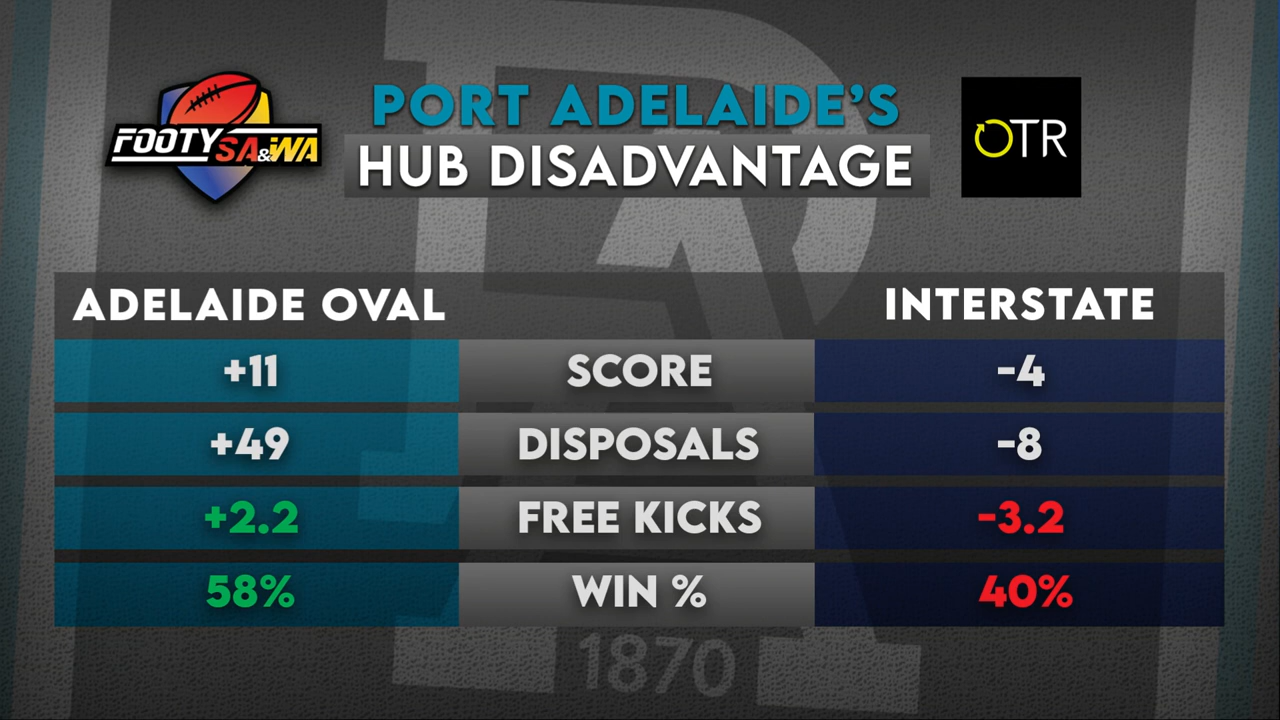 FOOTY SA&WA
PORT ADELAIDE'S
HUB DISADVANTAGE
OTR
ADELAIDE OVAL INTERSTATE
+11 SCORE -4
+49 DISPOSALS -8
+2.2 FREE KICKS -3.2
58% WIN % 40%
1870